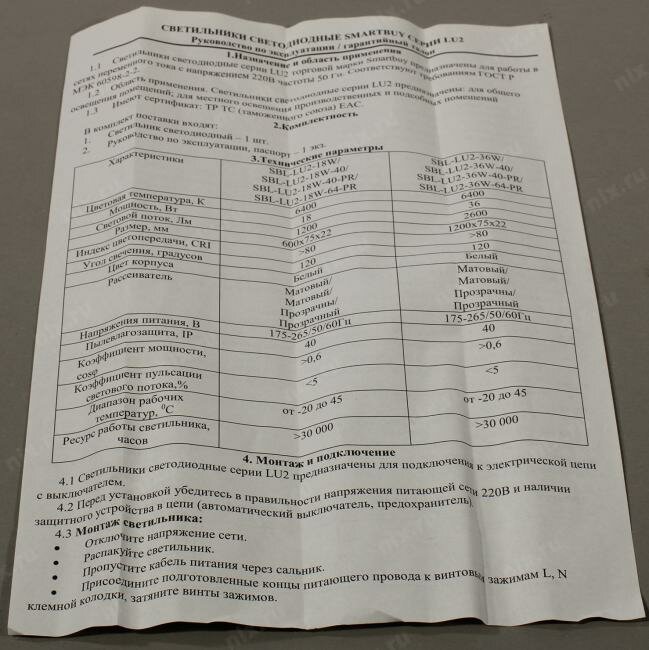 СВЕТИЛЬНИКИ СВЕТОДИОДНЫЕ SMARTBUY СЕРИИ LU2
Руководство по эксплуатации / гарантийный талон
1.Назначение и область применения
1.1 Светильники светодиодные серии LU2 торговой марки Smartbuy предназначены для работы в
сетях переменного тока с напряжением 220В частоты 50 Гц. Соответствуют требованиям ГОСТ Р
МЭК 60598-2-2.
1.2 Область применения. Светильники светодиодные серии LU2 предназначены: для общего
освещения помещений; для местного освещения производственных и подсобных помещений
1.3 Имеют сертификат: ТР ТС (таможенного союза) ЕАС.
2.Комплектность
В комплект поставки входят:
1. Светильник светодиодный – 1 шт.
2. Руководство по эксплуатации, паспорт – 1 экз.
3.Технические параметры
Характеристики SBL-LU2-18W/ SBL-LU2-36W/
SBL-LU2-18W-40/ SBL-LU2-36W-40/
SBL-LU2-18W-40-PR/ SBL-LU2-36W-40-PR/
SBL-LU2-18W-64-PR SBL-LU2-36W-64-PR
Цветовая температура, К 6400 6400
Мощность, Вт 18 36
Световой поток, Лм 1200 2600
Размер, мм 600х75х22 1200х75х22
Индекс цветопередачи, CRI >80 >80
Угол свечения, градусов 120 120
Цвет корпуса Белый Белый
Рассеиватель Матовый/ Матовый/
Матовый/ Матовый/
Прозрачны/ Прозрачны/
Прозрачный Прозрачный
Напряжения питания, В 175-265/50/60Гц 175-265/50/60Гц
Пылевлагозащита, IP 40 40
Коэффициент мощности, >0,6 >0,6
cosφ
Коэффициент пульсации <5 <5
светового потока,%
Диапазон рабочих от -20 до 45 от -20 до 45
температур, ⁰С
Ресурс работы светильника, >30 000 >30 000
часов
4. Монтаж и подключение
4.1 Светильники светодиодные серии LU2 предназначены для подключения к электрической цепи
с выключателем.
4.2 Перед установкой убедитесь в правильности напряжения питающей сети 220В и наличии
защитного устройства в цепи (автоматический выключатель, предохранитель).
4.3 Монтаж светильника:
• Отключите напряжение сети.
• Распакуйте светильник.
• Пропустите кабель питания через сальник.
• Присоедините подготовленные концы питающего провода к винтовым зажимам L, N
клемной колодки, затяните винты зажимов.